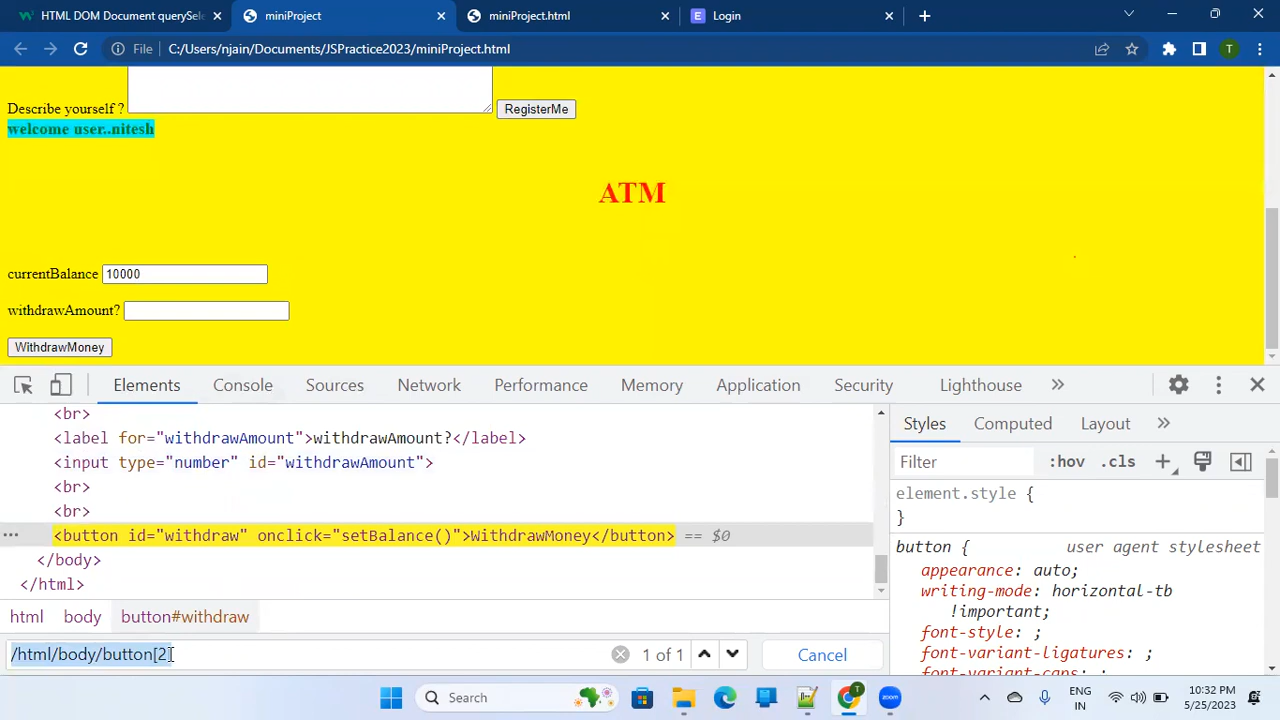 HTML DOM Document querySele
miniProject
miniProject.html
Login
File
C:/Users/njain/Documents/JSPractice2023/miniProject.html
T
Describe yourself ?
RegisterMe
welcome user..nitesh
ATM
currentBalance 10000
withdrawAmount?
WithdrawMoney
Elements Console Sources Network Performance Memory Application Security Lighthouse
<br>
<label for="withdrawAmount">withdrawAmount?</label>
<input type="number" id="withdrawAmount">
<br>
<br>
<button id="withdraw" onclick="setBalance()">WithdrawMoney</button> == $0
</body>
</html>
html body button#withdraw
/html/body/button[2]
1 of 1
Cancel
Styles Computed Layout
Filter :hov .cls
element.style {
}
button { user agent stylesheet
appearance: auto;
writing-mode: horizontal-tb
!important;
font-style: ;
font-variant-ligatures: ;
font-variant-caps: ;
Search
ENG
IN
10:32 PM
5/25/2023
zoom